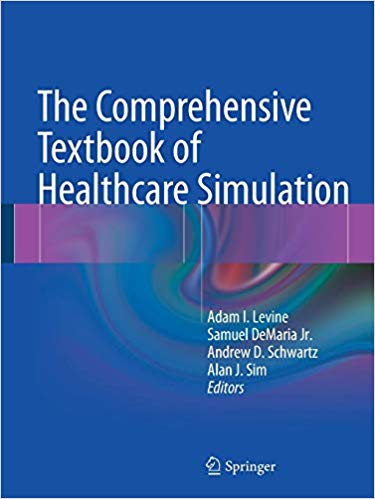 The Comprehensive
Textbook of
Healthcare Simulation
Adam I. Levine
Samuel DeMaria Jr.
Andrew D. Schwartz
Alan J. Sim
Editors
Springer